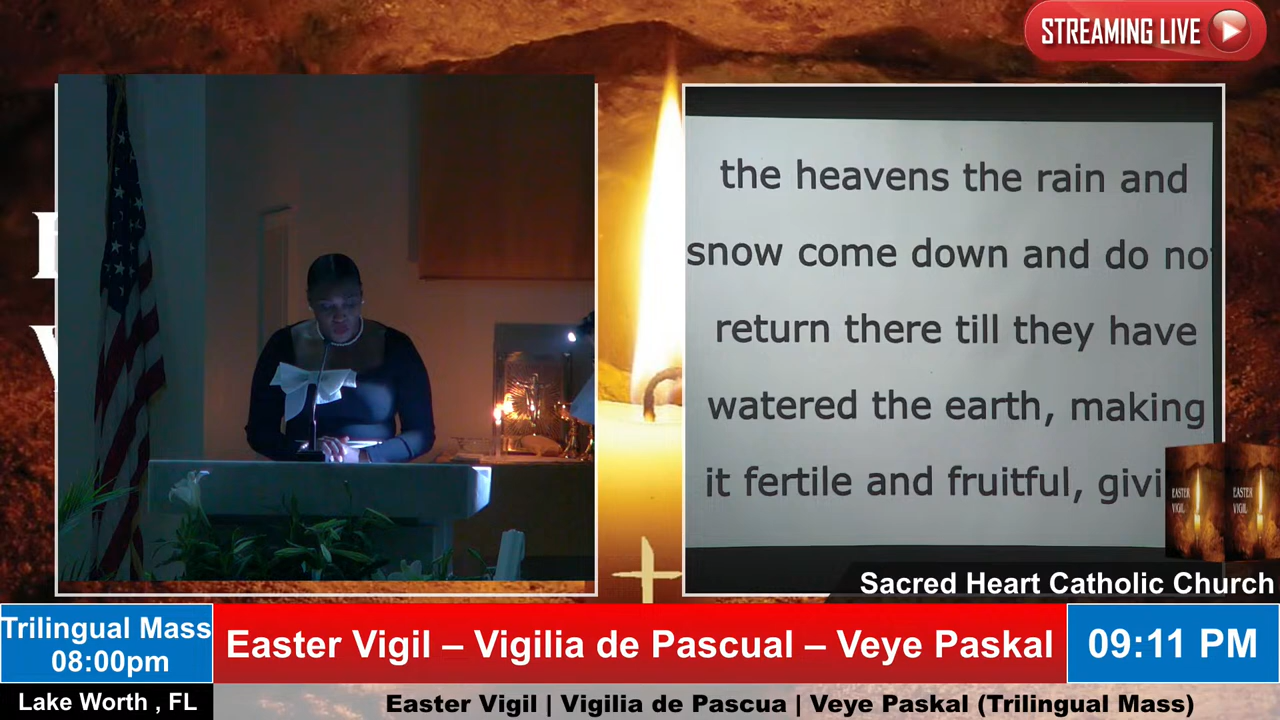 STREAMING LIVE
the heavens the rain and
snow come down and do no
return there till they have
watered the earth, making
it fertile and fruitful, givi
EASTER
VIGIL
EASTER
VIGIL
Sacred Heart Catholic Church
Trilingual Mass
08:00pm
Easter Vigil – Vigilia de Pascual – Veye Paskal
09:11 PM
Lake Worth , FL
Easter Vigil | Vigilia de Pascua | Veye Paskal (Trilingual Mass)